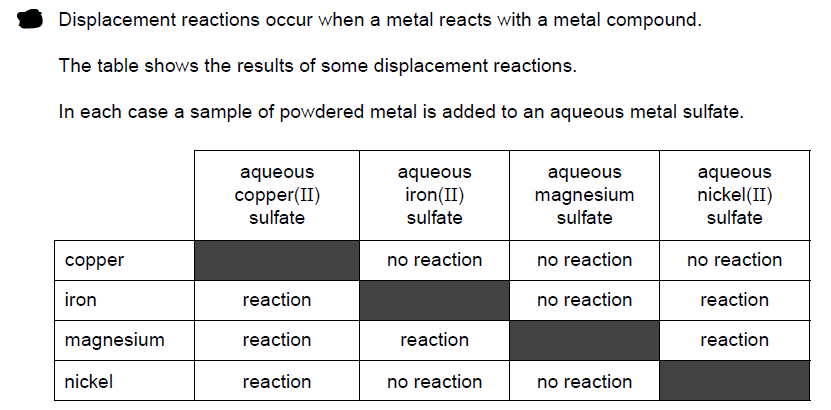 Displacement reactions occur when a metal reacts with a metal compound.
The table shows the results of some displacement reactions.
In each case a sample of powdered metal is added to an aqueous metal sulfate.
aqueous copper(II) sulfate aqueous iron(II) sulfate aqueous magnesium sulfate aqueous nickel(II) sulfate
copper no reaction no reaction no reaction
iron reaction no reaction reaction
magnesium reaction reaction reaction
nickel reaction no reaction no reaction